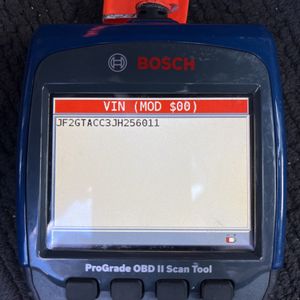 BOSCH
VIN (MOD $00)
JF2GTACC3JH256011
ProGrade OBD II Scan Tool